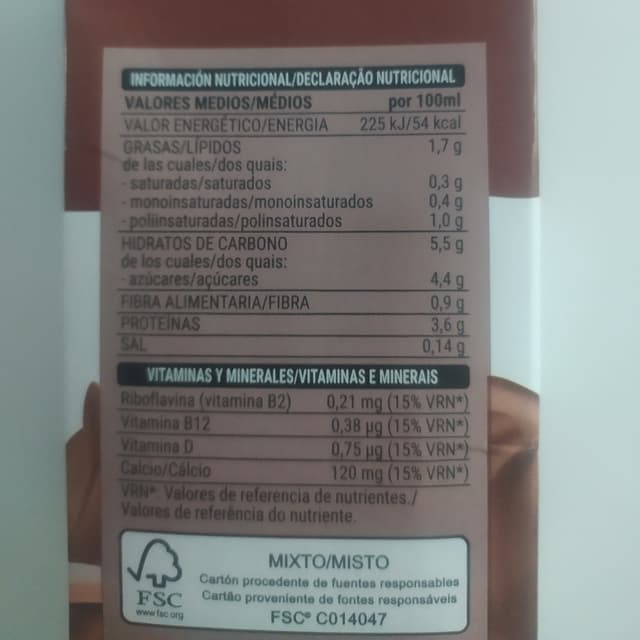 INFORMACIÓN NUTRICIONAL/DECLARAÇÃO NUTRICIONAL
VALORES MEDIOS/MÉDIOS por 100ml
VALOR ENERGÉTICO/ENERGIA 225 kJ/54 kcal
GRASAS/LÍPIDOS 1,7 g
de las cuales/dos quais:
- saturadas/saturados 0,3 g
- monoinsaturadas/monoinsaturados 0,4 g
- poliinsaturadas/polinsaturados 1,0 g
HIDRATOS DE CARBONO 5,5 g
de los cuales/dos quais:
- azúcares/açúcares 4,4 g
FIBRA ALIMENTARIA/FIBRA 0,9 g
PROTEÍNAS 3,6 g
SAL 0,14 g
VITAMINAS Y MINERALES/VITAMINAS E MINERAIS
Riboflavina (vitamina B2) 0,21 mg (15% VRN*)
Vitamina B12 0,38 µg (15% VRN*)
Vitamina D 0,75 µg (15% VRN*)
Calcio/Cálcio 120 mg (15% VRN*)
VRN*: Valores de referencia de nutrientes./
Valores de referência do nutriente.
MIXTO/MISTO
Cartón procedente de fuentes responsables
Cartão proveniente de fontes responsáveis
FSC® C014047
FSC
www.fsc.org